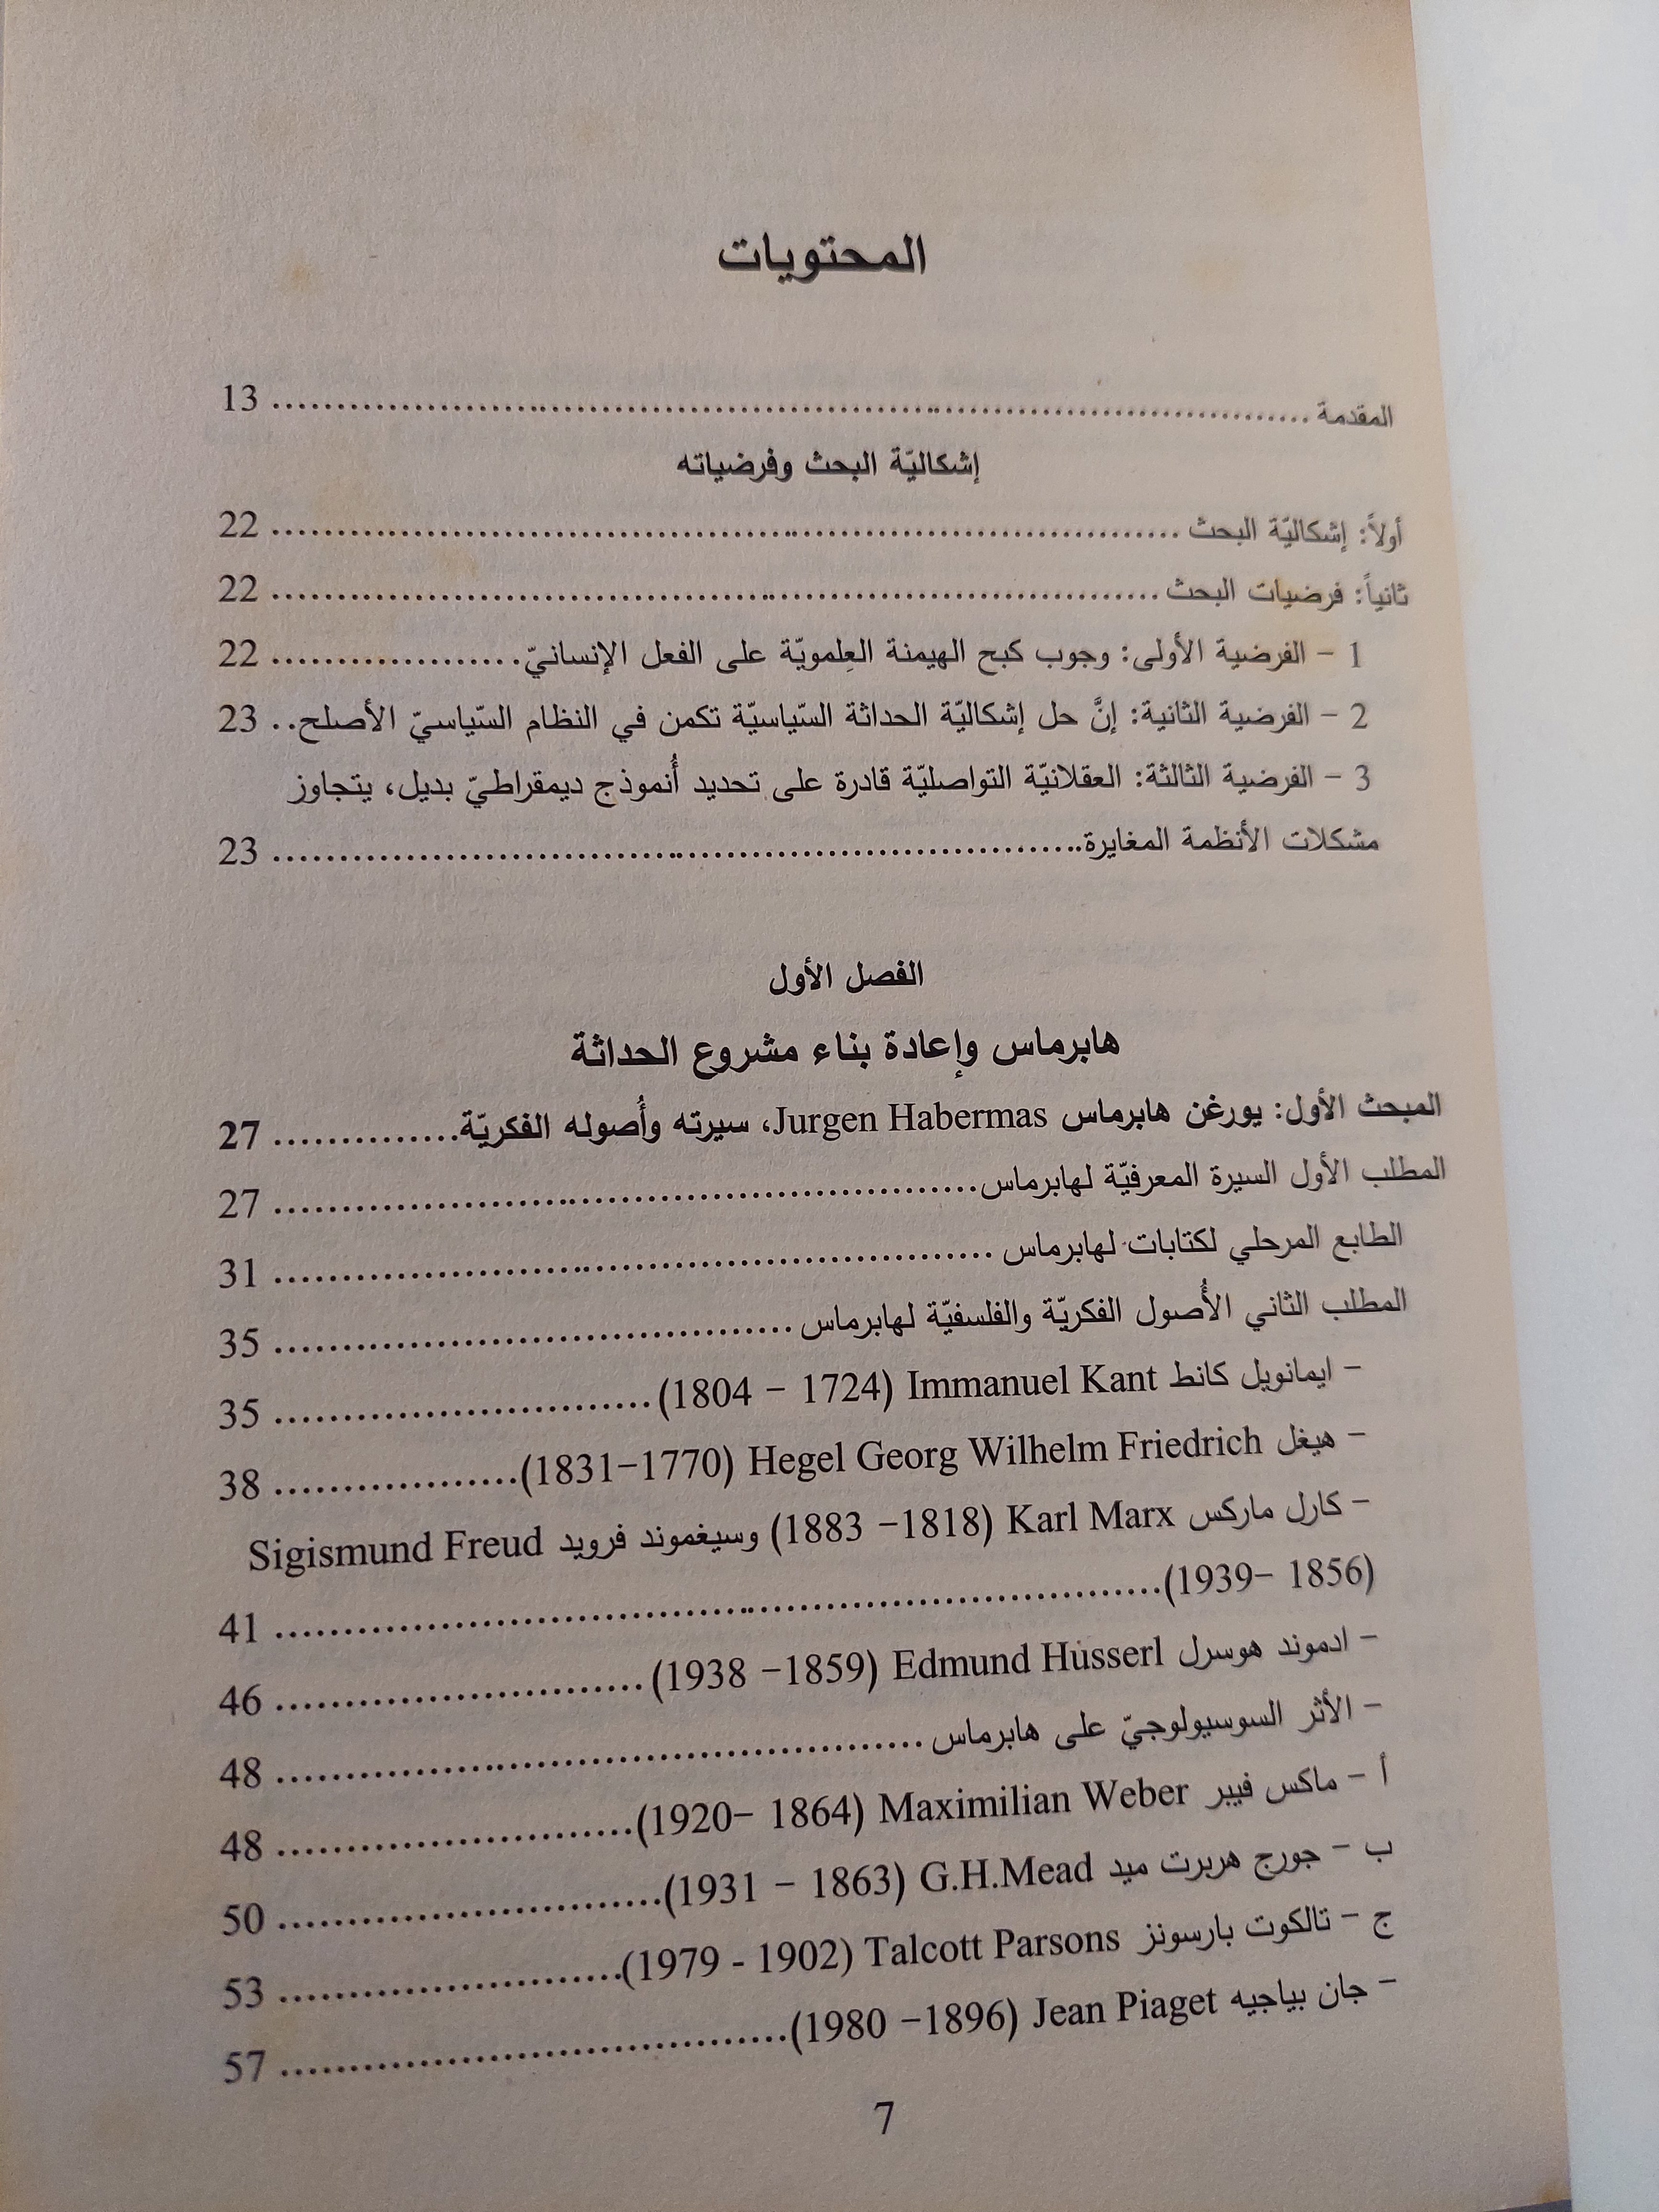 المحتويات
المقدمة ........................................ 13
إشكاليّة البحث وفرضياته
أولاً: إشكاليّة البحث ........................................ 22
ثانياً: فرضيات البحث ........................................ 22
1 – الفرضية الأولى: وجوب كبح الهيمنة العِلمويّة على الفعل الإنسانيّ .................... 22
2 – الفرضية الثانية: إنَّ حل إشكاليّة الحداثة السّياسيّة تكمن في النظام السّياسيّ الأصلح .. 23
3 – الفرضية الثالثة: العقلانيّة التواصليّة قادرة على تحديد أُنموذج ديمقراطيّ بديل، يتجاوز
مشكلات الأنظمة المغايرة ........................................ 23
الفصل الأول
هابرماس وإعادة بناء مشروع الحداثة
المبحث الأول: يورغن هابرماس Jurgen Habermas، سيرته وأُصوله الفكريّة .............. 27
المطلب الأول السيرة المعرفيّة لهابرماس ........................................ 27
الطابع المرحلي لكتابات لهابرماس ........................................ 31
المطلب الثاني الأُصول الفكريّة والفلسفيّة لهابرماس ........................................ 35
– ايمانويل كانط Immanuel Kant (1724 – 1804) ............................ 35
– هيغل Hegel Georg Wilhelm Friedrich (1770–1831) .................. 38
– كارل ماركس Karl Marx (1818– 1883) وسيغموند فرويد Sigismund Freud
(1856 –1939) ........................................ 41
– ادموند هوسرل Edmund Husserl (1859– 1938) ............................ 46
– الأثر السوسيولوجيّ على هابرماس ........................................ 48
أ – ماكس فيبر Maximilian Weber (1864 –1920) .......................... 48
ب – جورج هربرت ميد G.H.Mead (1863 – 1931) ............................ 50
ج – تالكوت بارسونز Talcott Parsons (1902 - 1979) ......................... 53
– جان بياجيه Jean Piaget (1896– 1980) ..................................... 57
7